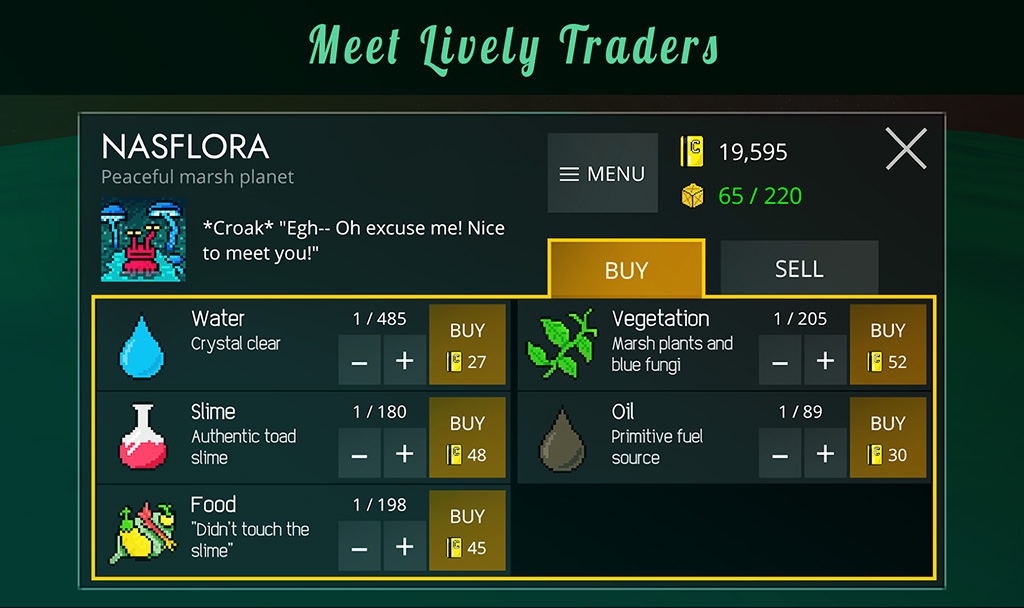 Meet Lively Traders
NASFLORA
Peaceful marsh planet
MENU
C 19,595
65 / 220
*Croak* "Egh-- Oh excuse me! Nice
to meet you!"
BUY
SELL
Water
Crystal clear
1 / 485
− +
BUY
C 27
Vegetation
Marsh plants and
blue fungi
1 / 205
− +
BUY
C 52
Slime
Authentic toad
slime
1 / 180
− +
BUY
C 48
Oil
Primitive fuel
source
1 / 89
− +
BUY
C 30
Food
"Didn't touch the
slime"
1 / 198
− +
BUY
C 45